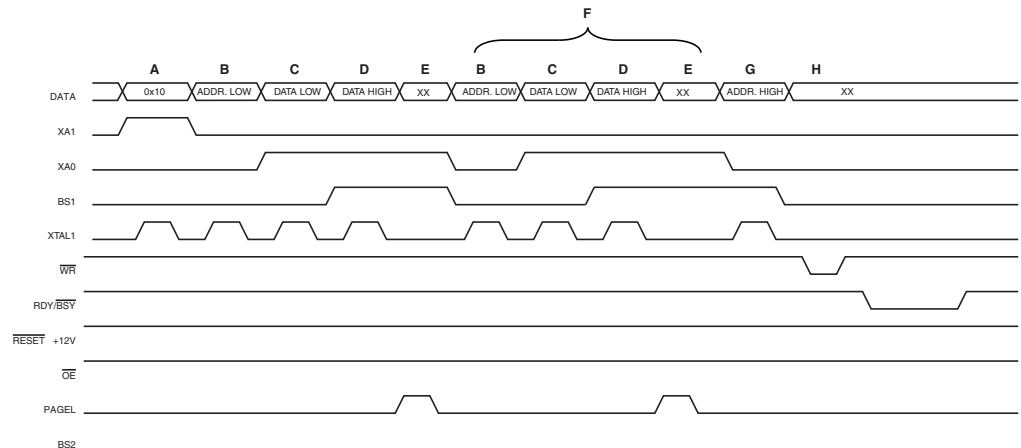 F
A B C D E B C D E G H
DATA 0x10 ADDR. LOW DATA LOW DATA HIGH XX ADDR. LOW DATA LOW DATA HIGH XX ADDR. HIGH XX
XA1
XA0
BS1
XTAL1
WR
RDY/BSY
RESET +12V
OE
PAGEL
BS2